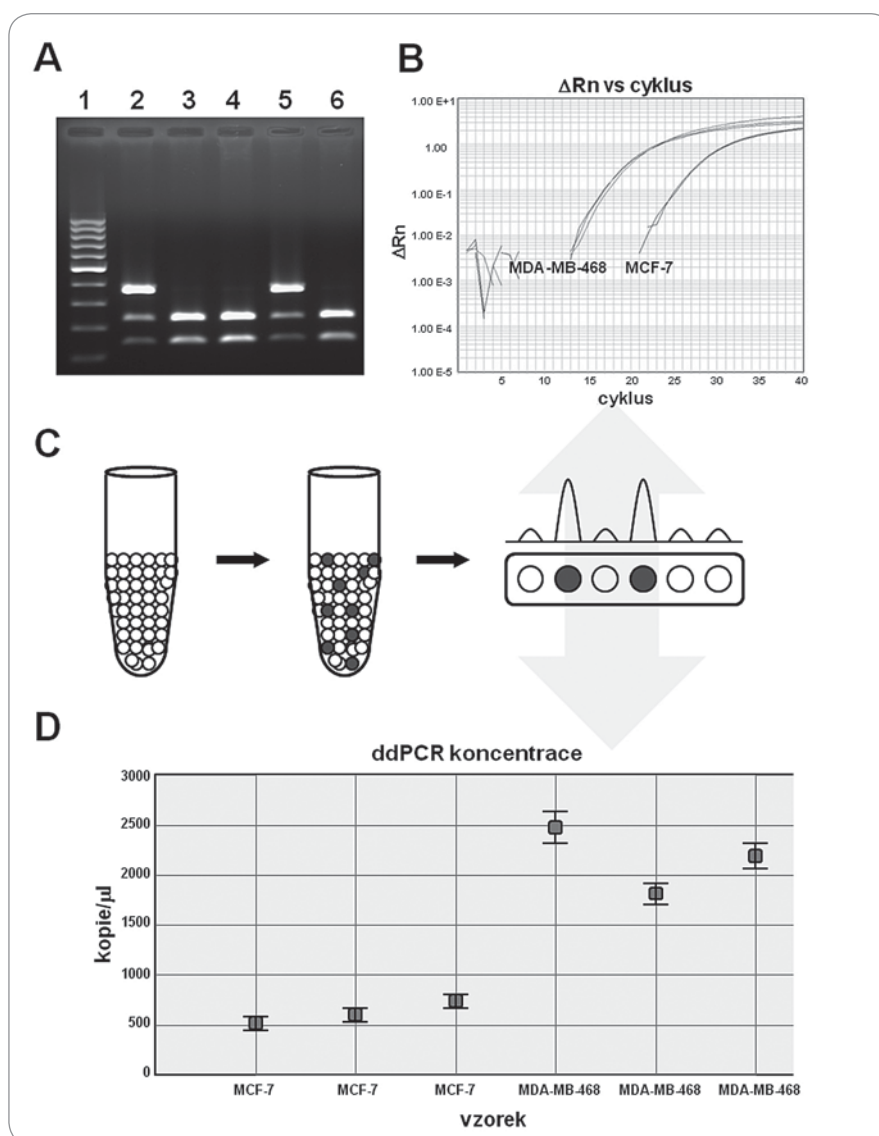 A
1 2 3 4 5 6
B
ΔRn vs cyklus
1.00 E+1
1.00
1.00 E-1
1.00 E-2
1.00 E-3
1.00 E-4
1.00 E-5
ΔRn
MDA-MB-468 MCF-7
5 10 15 20 25 30 35 40
cyklus
C
D
ddPCR koncentrace
3000
2500
2000
1500
1000
500
0
kopie/µl
MCF-7 MCF-7 MCF-7 MDA-MB-468 MDA-MB-468 MDA-MB-468
vzorek